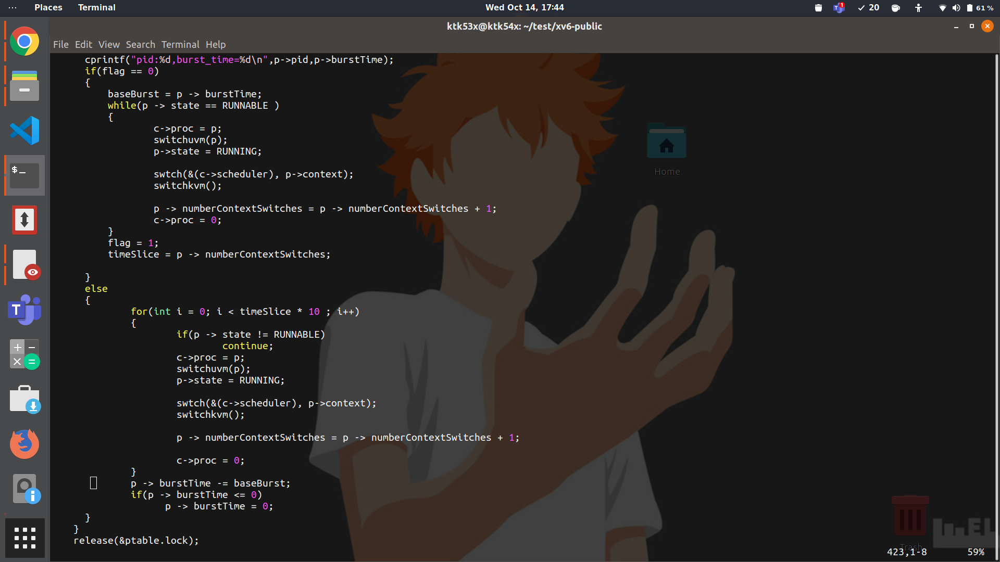 Places Terminal Wed Oct 14, 17:44 T 1 20 61 %
ktk53x@ktk54x: ~/test/xv6-public
File Edit View Search Terminal Help
cprintf("pid:%d,burst_time=%d\n",p->pid,p->burstTime);
if(flag == 0)
{
baseBurst = p -> burstTime;
while(p -> state == RUNNABLE )
{
c->proc = p;
switchuvm(p);
p->state = RUNNING;
swtch(&(c->scheduler), p->context);
switchkvm();
p -> numberContextSwitches = p -> numberContextSwitches + 1;
c->proc = 0;
}
flag = 1;
timeSlice = p -> numberContextSwitches;
}
else
{
for(int i = 0; i < timeSlice * 10 ; i++)
{
if(p -> state != RUNNABLE)
continue;
c->proc = p;
switchuvm(p);
p->state = RUNNING;
swtch(&(c->scheduler), p->context);
switchkvm();
p -> numberContextSwitches = p -> numberContextSwitches + 1;
c->proc = 0;
}
p -> burstTime -= baseBurst;
if(p -> burstTime <= 0)
p -> burstTime = 0;
}
}
release(&ptable.lock);
423,1-8 59%
Home
Trash
$ _
T